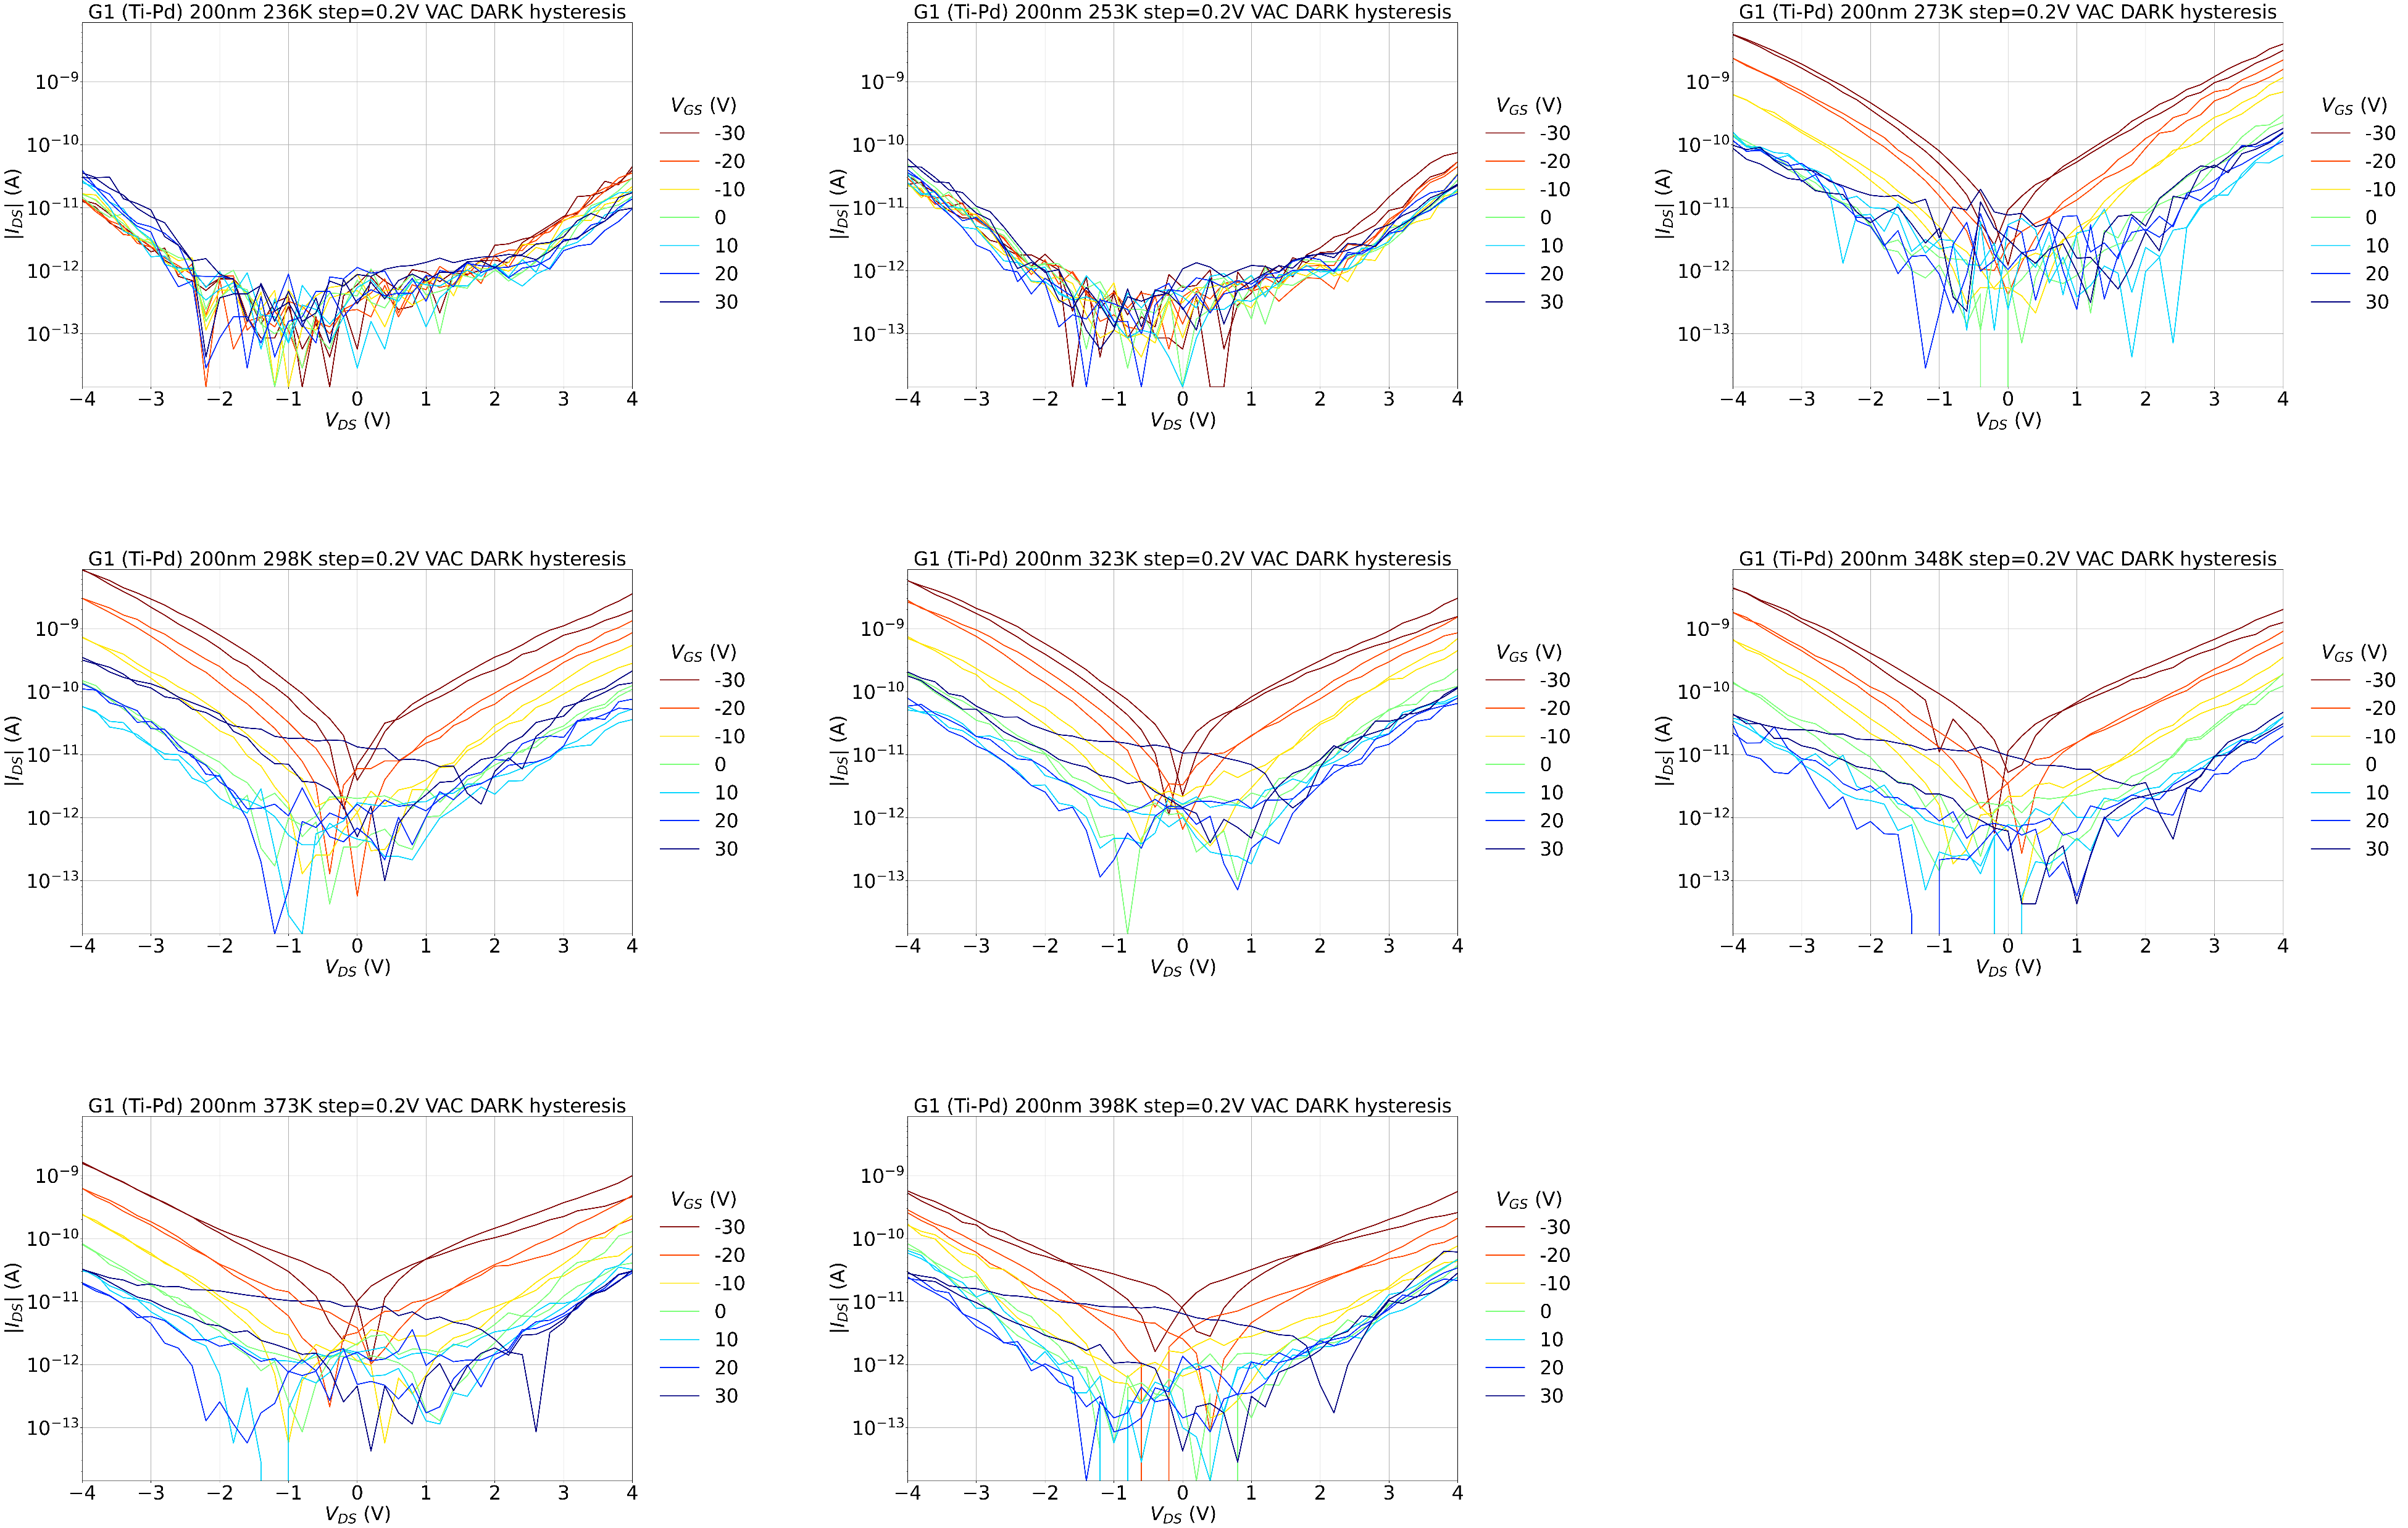 G1 (Ti-Pd) 200nm 236K step=0.2V VAC DARK hysteresis
|I_DS| (A)
10^−9
10^−10
10^−11
10^−12
10^−13
−4 −3 −2 −1 0 1 2 3 4
V_DS (V)
V_GS (V)
-30
-20
-10
0
10
20
30
G1 (Ti-Pd) 200nm 253K step=0.2V VAC DARK hysteresis
|I_DS| (A)
10^−9
10^−10
10^−11
10^−12
10^−13
−4 −3 −2 −1 0 1 2 3 4
V_DS (V)
V_GS (V)
-30
-20
-10
0
10
20
30
G1 (Ti-Pd) 200nm 273K step=0.2V VAC DARK hysteresis
|I_DS| (A)
10^−9
10^−10
10^−11
10^−12
10^−13
−4 −3 −2 −1 0 1 2 3 4
V_DS (V)
V_GS (V)
-30
-20
-10
0
10
20
30
G1 (Ti-Pd) 200nm 298K step=0.2V VAC DARK hysteresis
|I_DS| (A)
10^−9
10^−10
10^−11
10^−12
10^−13
−4 −3 −2 −1 0 1 2 3 4
V_DS (V)
V_GS (V)
-30
-20
-10
0
10
20
30
G1 (Ti-Pd) 200nm 323K step=0.2V VAC DARK hysteresis
|I_DS| (A)
10^−9
10^−10
10^−11
10^−12
10^−13
−4 −3 −2 −1 0 1 2 3 4
V_DS (V)
V_GS (V)
-30
-20
-10
0
10
20
30
G1 (Ti-Pd) 200nm 348K step=0.2V VAC DARK hysteresis
|I_DS| (A)
10^−9
10^−10
10^−11
10^−12
10^−13
−4 −3 −2 −1 0 1 2 3 4
V_DS (V)
V_GS (V)
-30
-20
-10
0
10
20
30
G1 (Ti-Pd) 200nm 373K step=0.2V VAC DARK hysteresis
|I_DS| (A)
10^−9
10^−10
10^−11
10^−12
10^−13
−4 −3 −2 −1 0 1 2 3 4
V_DS (V)
V_GS (V)
-30
-20
-10
0
10
20
30
G1 (Ti-Pd) 200nm 398K step=0.2V VAC DARK hysteresis
|I_DS| (A)
10^−9
10^−10
10^−11
10^−12
10^−13
−4 −3 −2 −1 0 1 2 3 4
V_DS (V)
V_GS (V)
-30
-20
-10
0
10
20
30